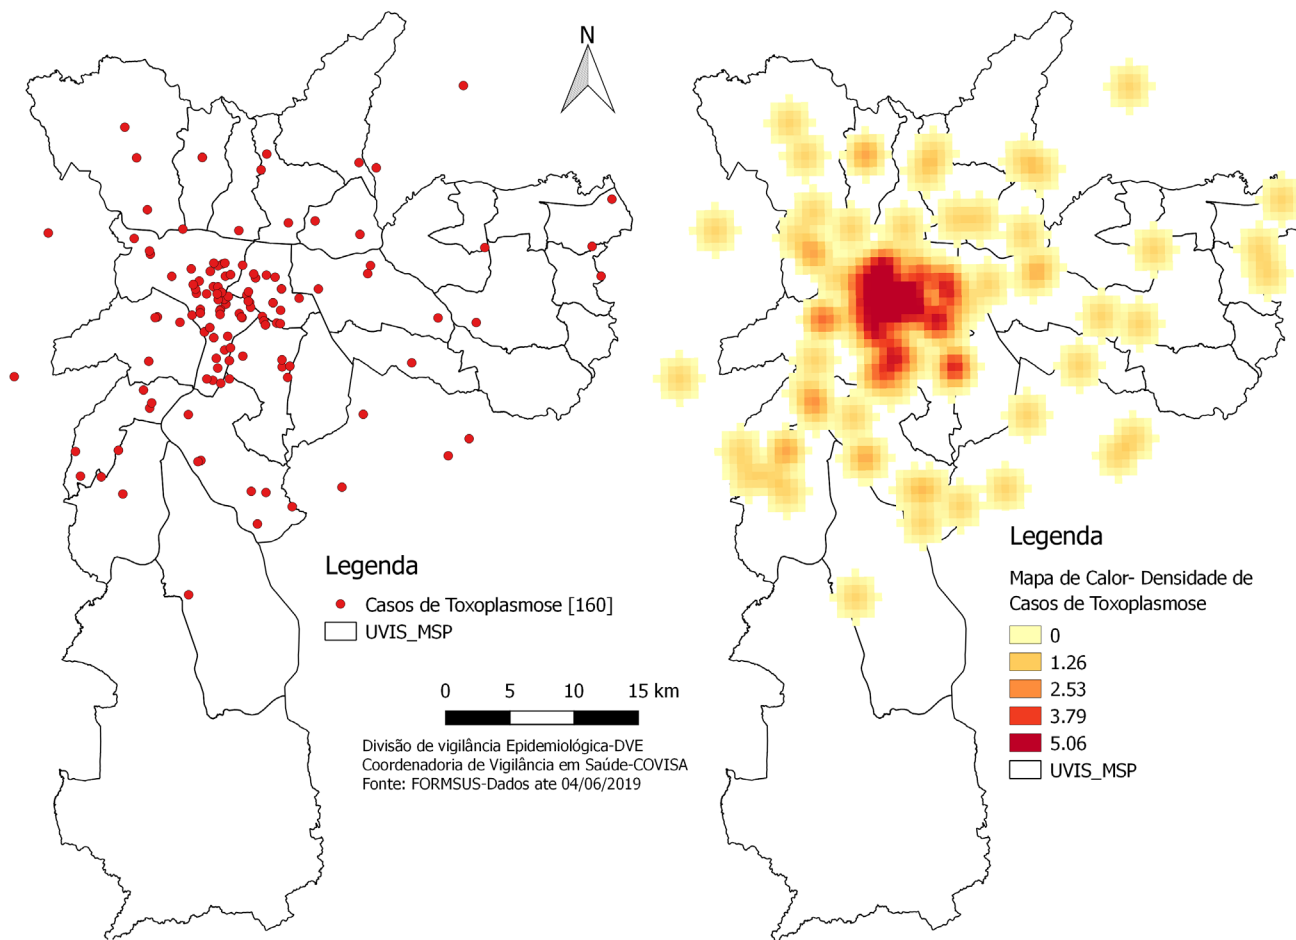 N
Legenda
Casos de Toxoplasmose [160]
UVIS_MSP
0 5 10 15 km
Divisão de vigilância Epidemiológica-DVE
Coordenadoria de Vigilância em Saúde-COVISA
Fonte: FORMSUS-Dados ate 04/06/2019
Legenda
Mapa de Calor- Densidade de
Casos de Toxoplasmose
0
1.26
2.53
3.79
5.06
UVIS_MSP